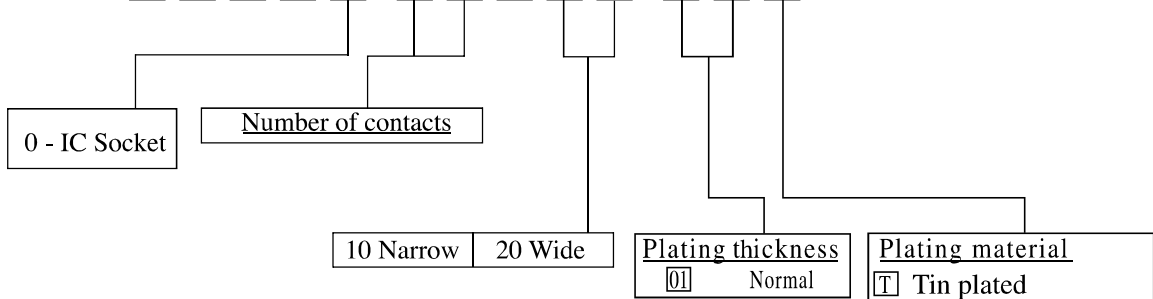 0 - IC Socket
Number of contacts
10 Narrow 20 Wide
Plating thickness
01 Normal
Plating material
T Tin plated